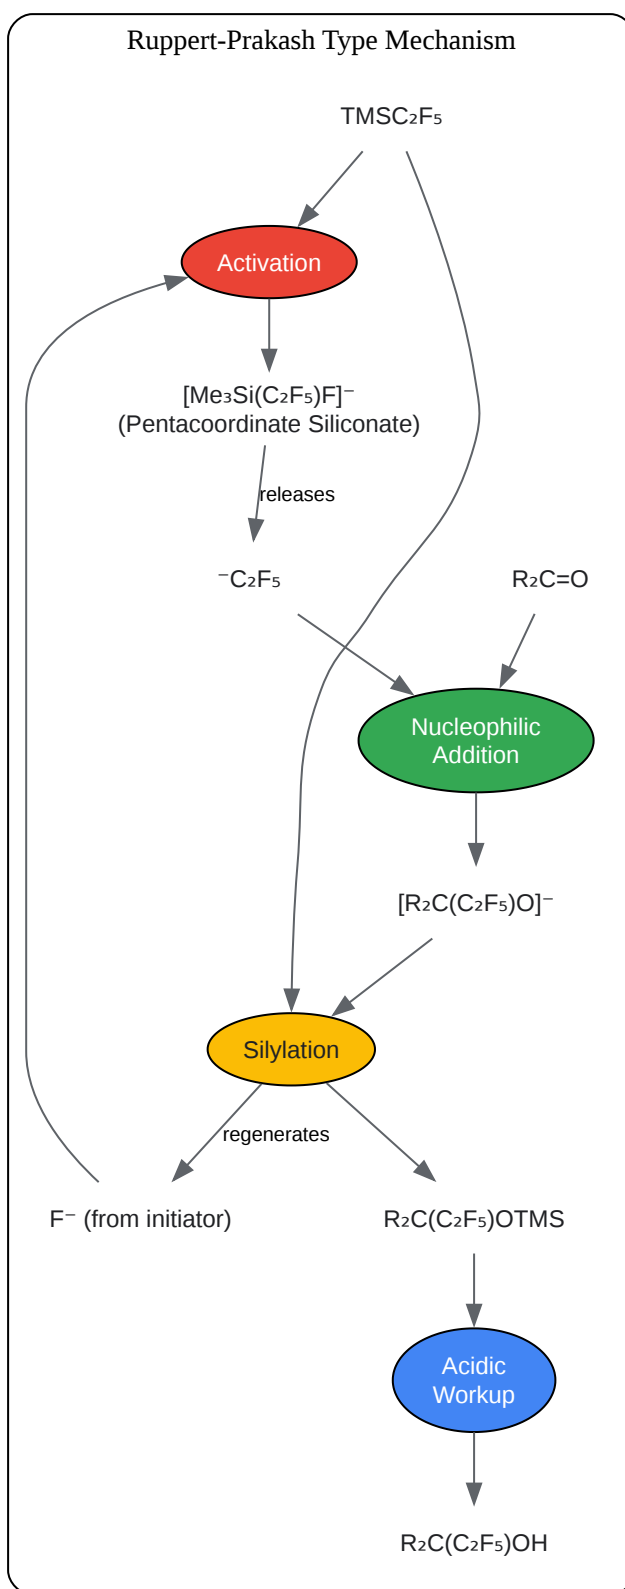 Ruppert-Prakash Type Mechanism
TMSC₂F₅
Activation
[Me₃Si(C₂F₅)F]⁻
(Pentacoordinate Siliconate)
releases
⁻C₂F₅
R₂C=O
Nucleophilic
Addition
[R₂C(C₂F₅)O]⁻
Silylation
regenerates
F⁻ (from initiator)
R₂C(C₂F₅)OTMS
Acidic
Workup
R₂C(C₂F₅)OH